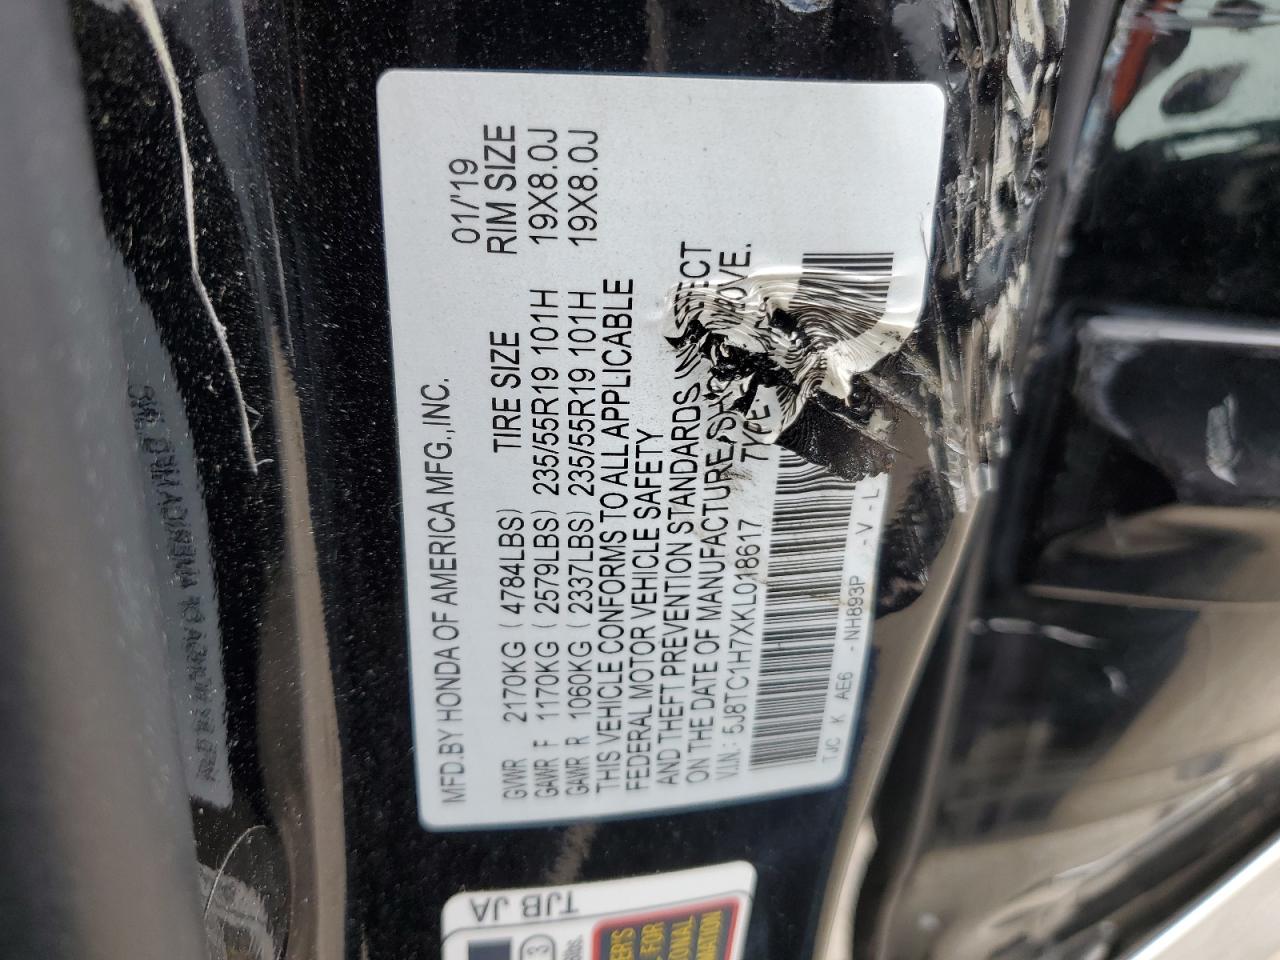 MFD.BY HONDA OF AMERICA MFG.,INC. 01/'19
TIRE SIZE RIM SIZE
GVWR 2170KG ( 4784LBS)
GAWR F 1170KG ( 2579LBS) 235/55R19 101H 19X8.0J
GAWR R 1060KG ( 2337LBS) 235/55R19 101H 19X8.0J
THIS VEHICLE CONFORMS TO ALL APPLICABLE
FEDERAL MOTOR VEHICLE SAFETY
AND THEFT PREVENTION STANDARDS
ON THE DATE OF MANUFACTURE
V.I.N.: 5J8TC1H7XKL018617 TYPE
TJC K AE6 -NH893P -V-L
TJB JA
3